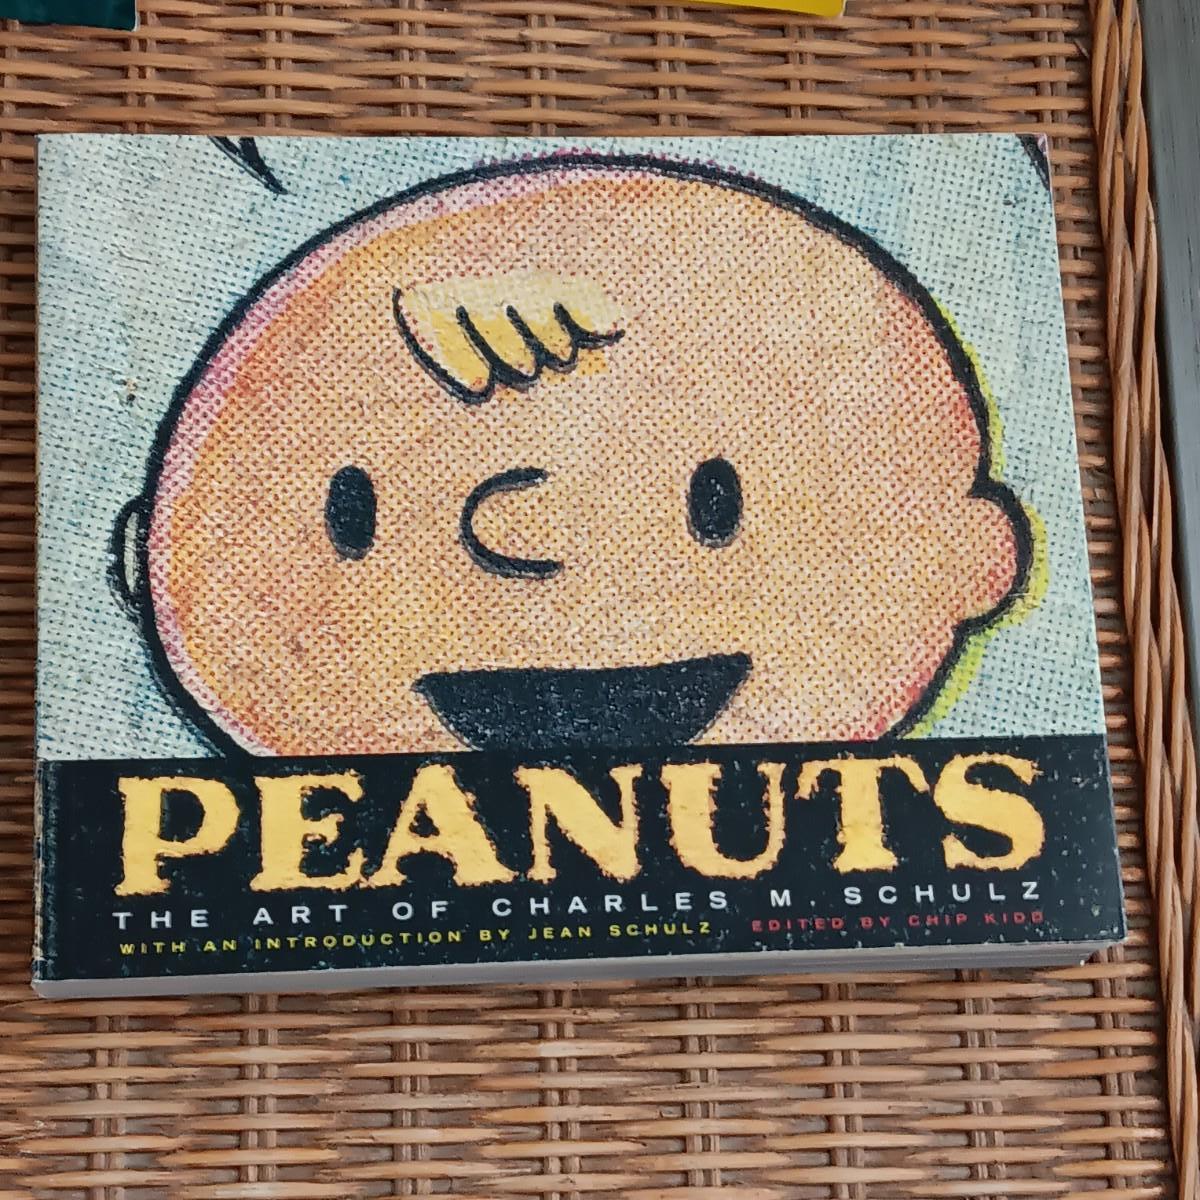 PEANUTS
THE ART OF CHARLES M. SCHULZ
WITH AN INTRODUCTION BY JEAN SCHULZ EDITED BY CHIP KIDD